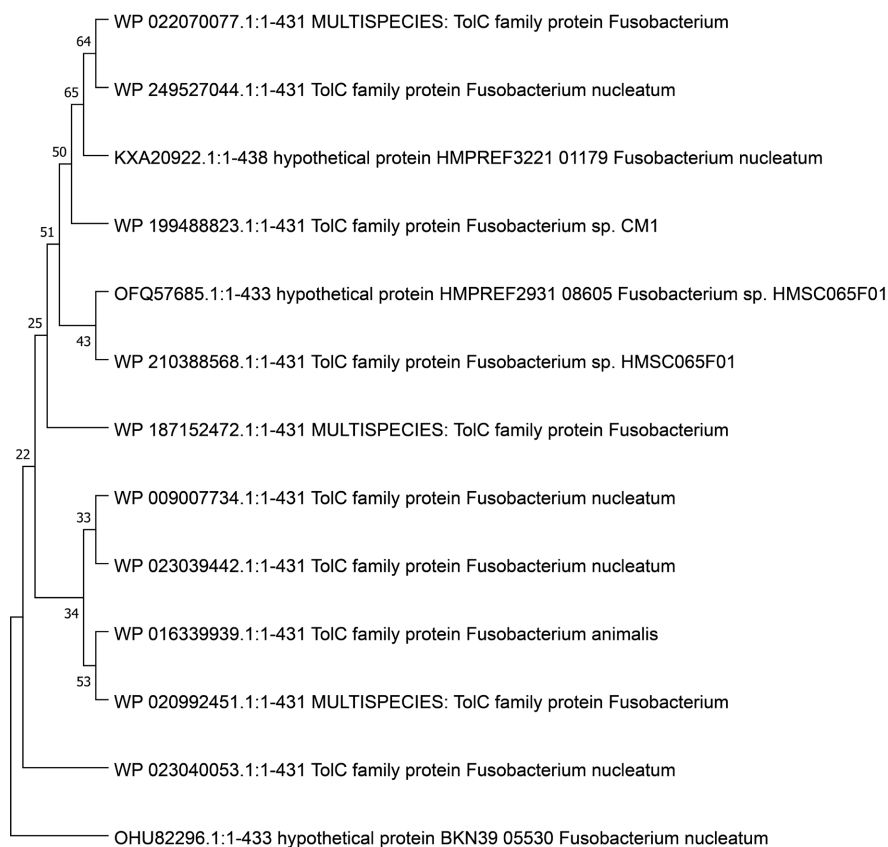 WP 022070077.1:1-431 MULTISPECIES: TolC family protein Fusobacterium
64
WP 249527044.1:1-431 TolC family protein Fusobacterium nucleatum
65
KXA20922.1:1-438 hypothetical protein HMPREF3221 01179 Fusobacterium nucleatum
50
WP 199488823.1:1-431 TolC family protein Fusobacterium sp. CM1
51
OFQ57685.1:1-433 hypothetical protein HMPREF2931 08605 Fusobacterium sp. HMSC065F01
25
43
WP 210388568.1:1-431 TolC family protein Fusobacterium sp. HMSC065F01
WP 187152472.1:1-431 MULTISPECIES: TolC family protein Fusobacterium
22
WP 009007734.1:1-431 TolC family protein Fusobacterium nucleatum
33
WP 023039442.1:1-431 TolC family protein Fusobacterium nucleatum
34
WP 016339939.1:1-431 TolC family protein Fusobacterium animalis
53
WP 020992451.1:1-431 MULTISPECIES: TolC family protein Fusobacterium
WP 023040053.1:1-431 TolC family protein Fusobacterium nucleatum
OHU82296.1:1-433 hypothetical protein BKN39 05530 Fusobacterium nucleatum